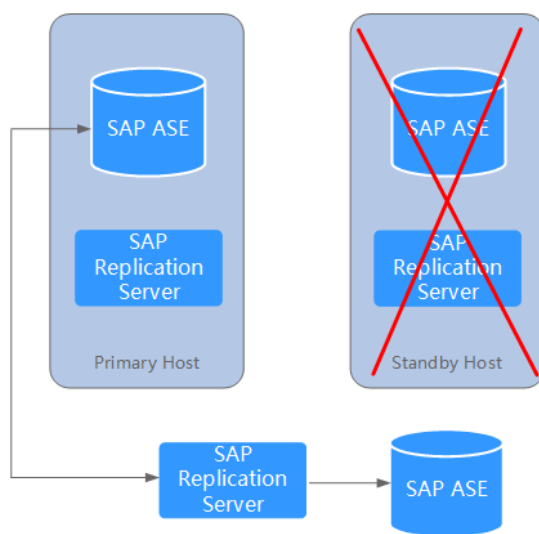 SAP ASE
SAP
Replication
Server
Primary Host
SAP ASE
SAP
Replication
Server
Standby Host
SAP
Replication
Server
SAP ASE